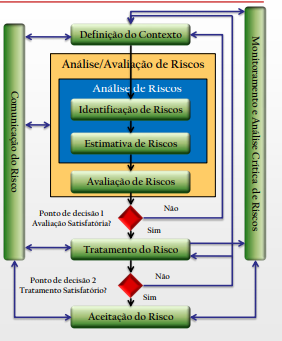 Definição do Contexto
Análise/Avaliação de Riscos
Análise de Riscos
Identificação de Riscos
Estimativa de Riscos
Avaliação de Riscos
Ponto de decisão 1
Avaliação Satisfatória?
Não
Sim
Tratamento do Risco
Ponto de decisão 2
Tratamento Satisfatório?
Não
Sim
Aceitação do Risco
Comunicação do Risco
Monitoramento e Análise Crítica de Riscos